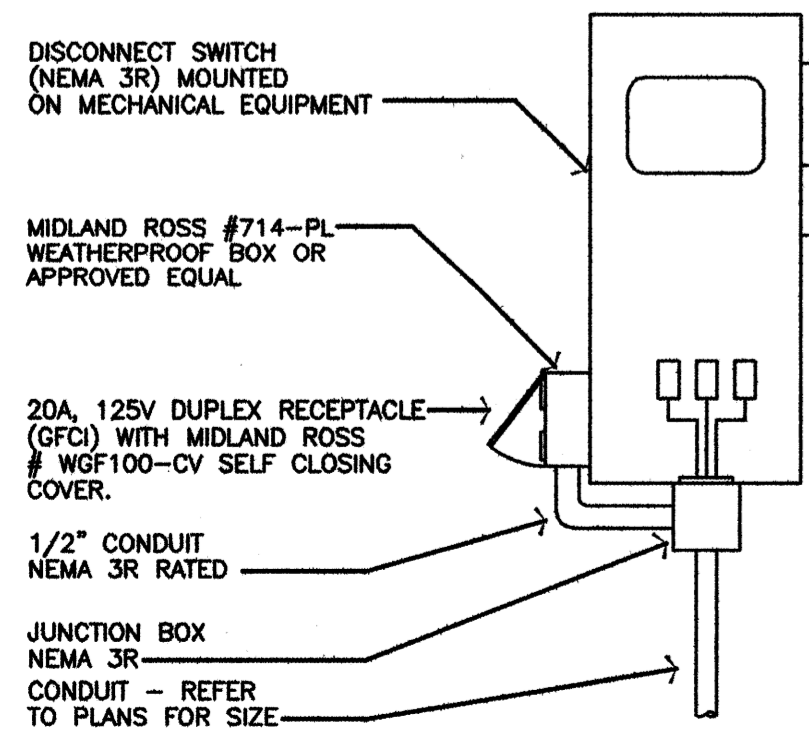 DISCONNECT SWITCH
(NEMA 3R) MOUNTED
ON MECHANICAL EQUIPMENT
MIDLAND ROSS #714-PL
WEATHERPROOF BOX OR
APPROVED EQUAL
20A, 125V DUPLEX RECEPTACLE
(GFCI) WITH MIDLAND ROSS
# WGF100-CV SELF CLOSING
COVER.
1/2" CONDUIT
NEMA 3R RATED
JUNCTION BOX
NEMA 3R
CONDUIT - REFER
TO PLANS FOR SIZE